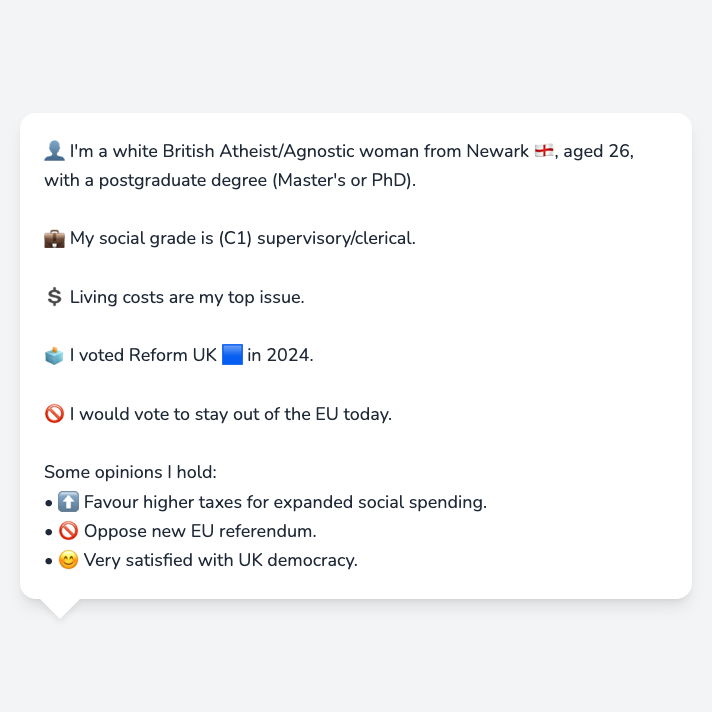 👤 I'm a white British Atheist/Agnostic woman from Newark 🏴󠁧󠁢󠁥󠁮󠁧󠁿, aged 26,
with a postgraduate degree (Master's or PhD).
💼 My social grade is (C1) supervisory/clerical.
💲 Living costs are my top issue.
🗳️ I voted Reform UK 🟦 in 2024.
🚫 I would vote to stay out of the EU today.
Some opinions I hold:
• ⬆️ Favour higher taxes for expanded social spending.
• 🚫 Oppose new EU referendum.
• 😊 Very satisfied with UK democracy.